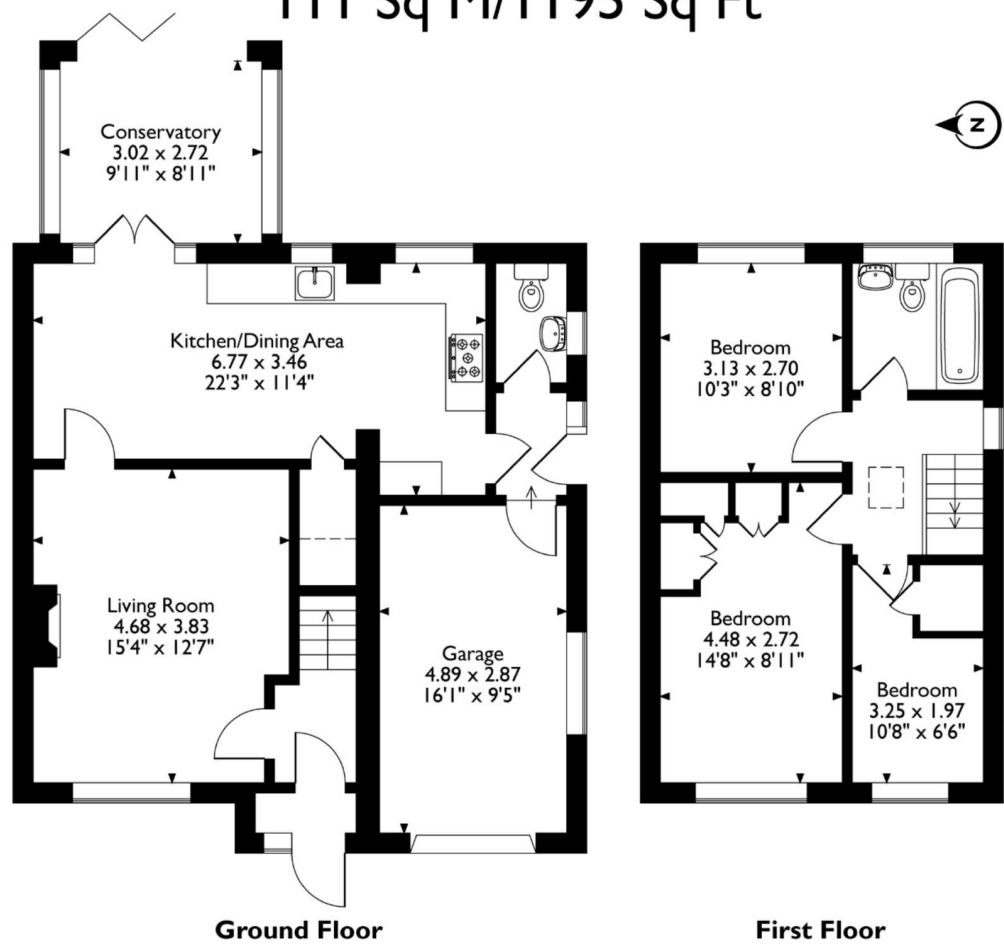 111 Sq M/1195 Sq Ft
Conservatory
3.02 x 2.72
9'11" x 8'11"
N
Kitchen/Dining Area
6.77 x 3.46
22'3" x 11'4"
Bedroom
3.13 x 2.70
10'3" x 8'10"
Living Room
4.68 x 3.83
15'4" x 12'7"
Garage
4.89 x 2.87
16'1" x 9'5"
Bedroom
4.48 x 2.72
14'8" x 8'11"
Bedroom
3.25 x 1.97
10'8" x 6'6"
Ground Floor
First Floor